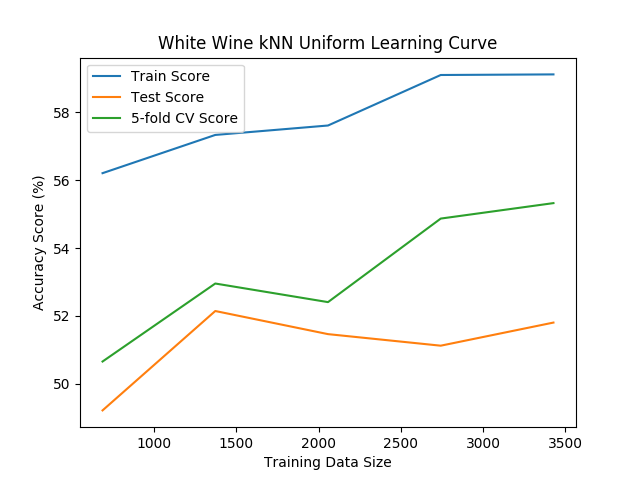 White Wine kNN Uniform Learning Curve
Train Score
Test Score
5-fold CV Score
58
56
54
52
50
Accuracy Score (%)
1000 1500 2000 2500 3000 3500
Training Data Size